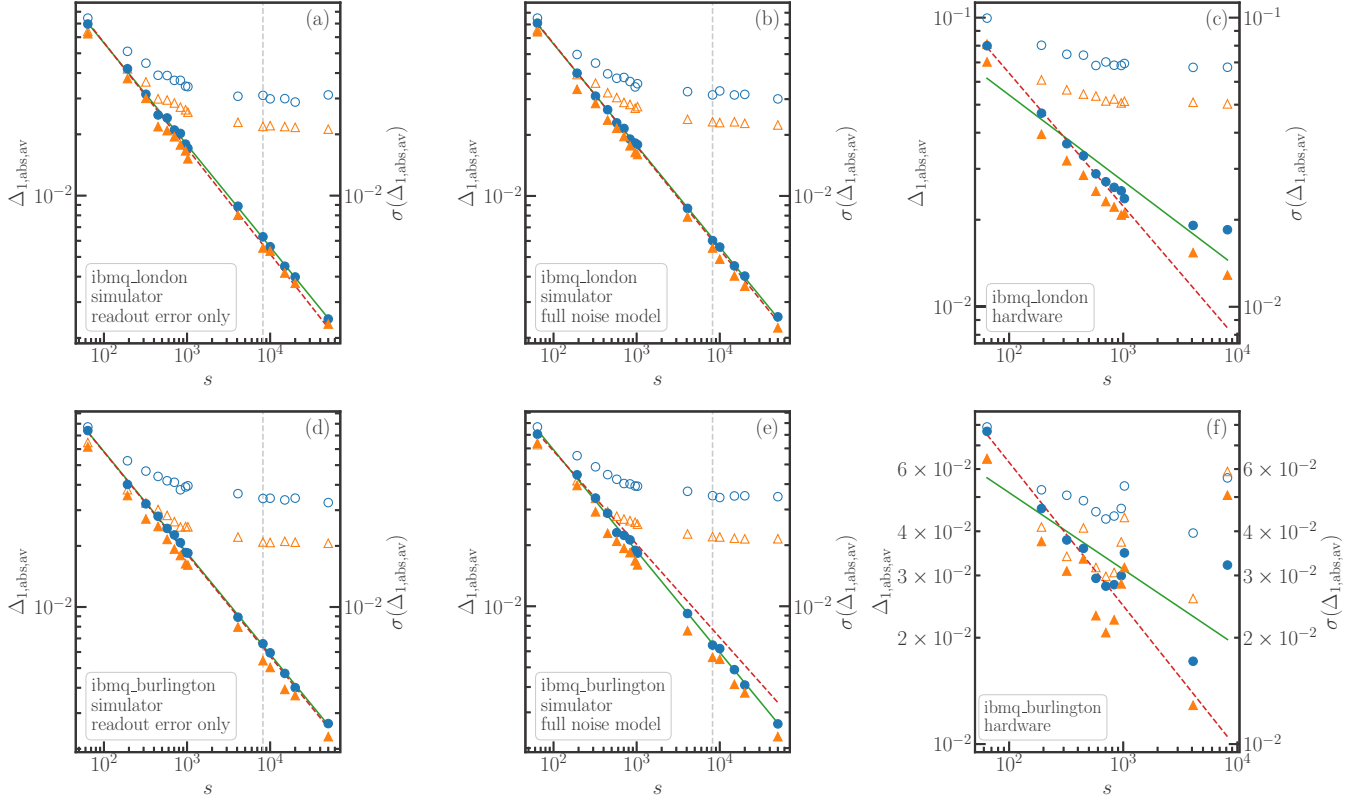 (a)
Δ1,abs,av
10−2
10−2
σ(Δ1,abs,av)
ibmq_london
simulator
readout error only
10² 10³ 10⁴
s
(b)
Δ1,abs,av
10−2
10−2
σ(Δ1,abs,av)
ibmq_london
simulator
full noise model
10² 10³ 10⁴
s
(c)
10−1
10−1
Δ1,abs,av
σ(Δ1,abs,av)
10−2
10−2
ibmq_london
hardware
10² 10³ 10⁴
s
(d)
Δ1,abs,av
10−2
10−2
σ(Δ1,abs,av)
ibmq_burlington
simulator
readout error only
10² 10³ 10⁴
s
(e)
Δ1,abs,av
10−2
10−2
σ(Δ1,abs,av)
ibmq_burlington
simulator
full noise model
10² 10³ 10⁴
s
(f)
6 × 10−2
6 × 10−2
4 × 10−2
4 × 10−2
3 × 10−2
3 × 10−2
2 × 10−2
2 × 10−2
10−2
10−2
Δ1,abs,av
σ(Δ1,abs,av)
ibmq_burlington
hardware
10² 10³ 10⁴
s